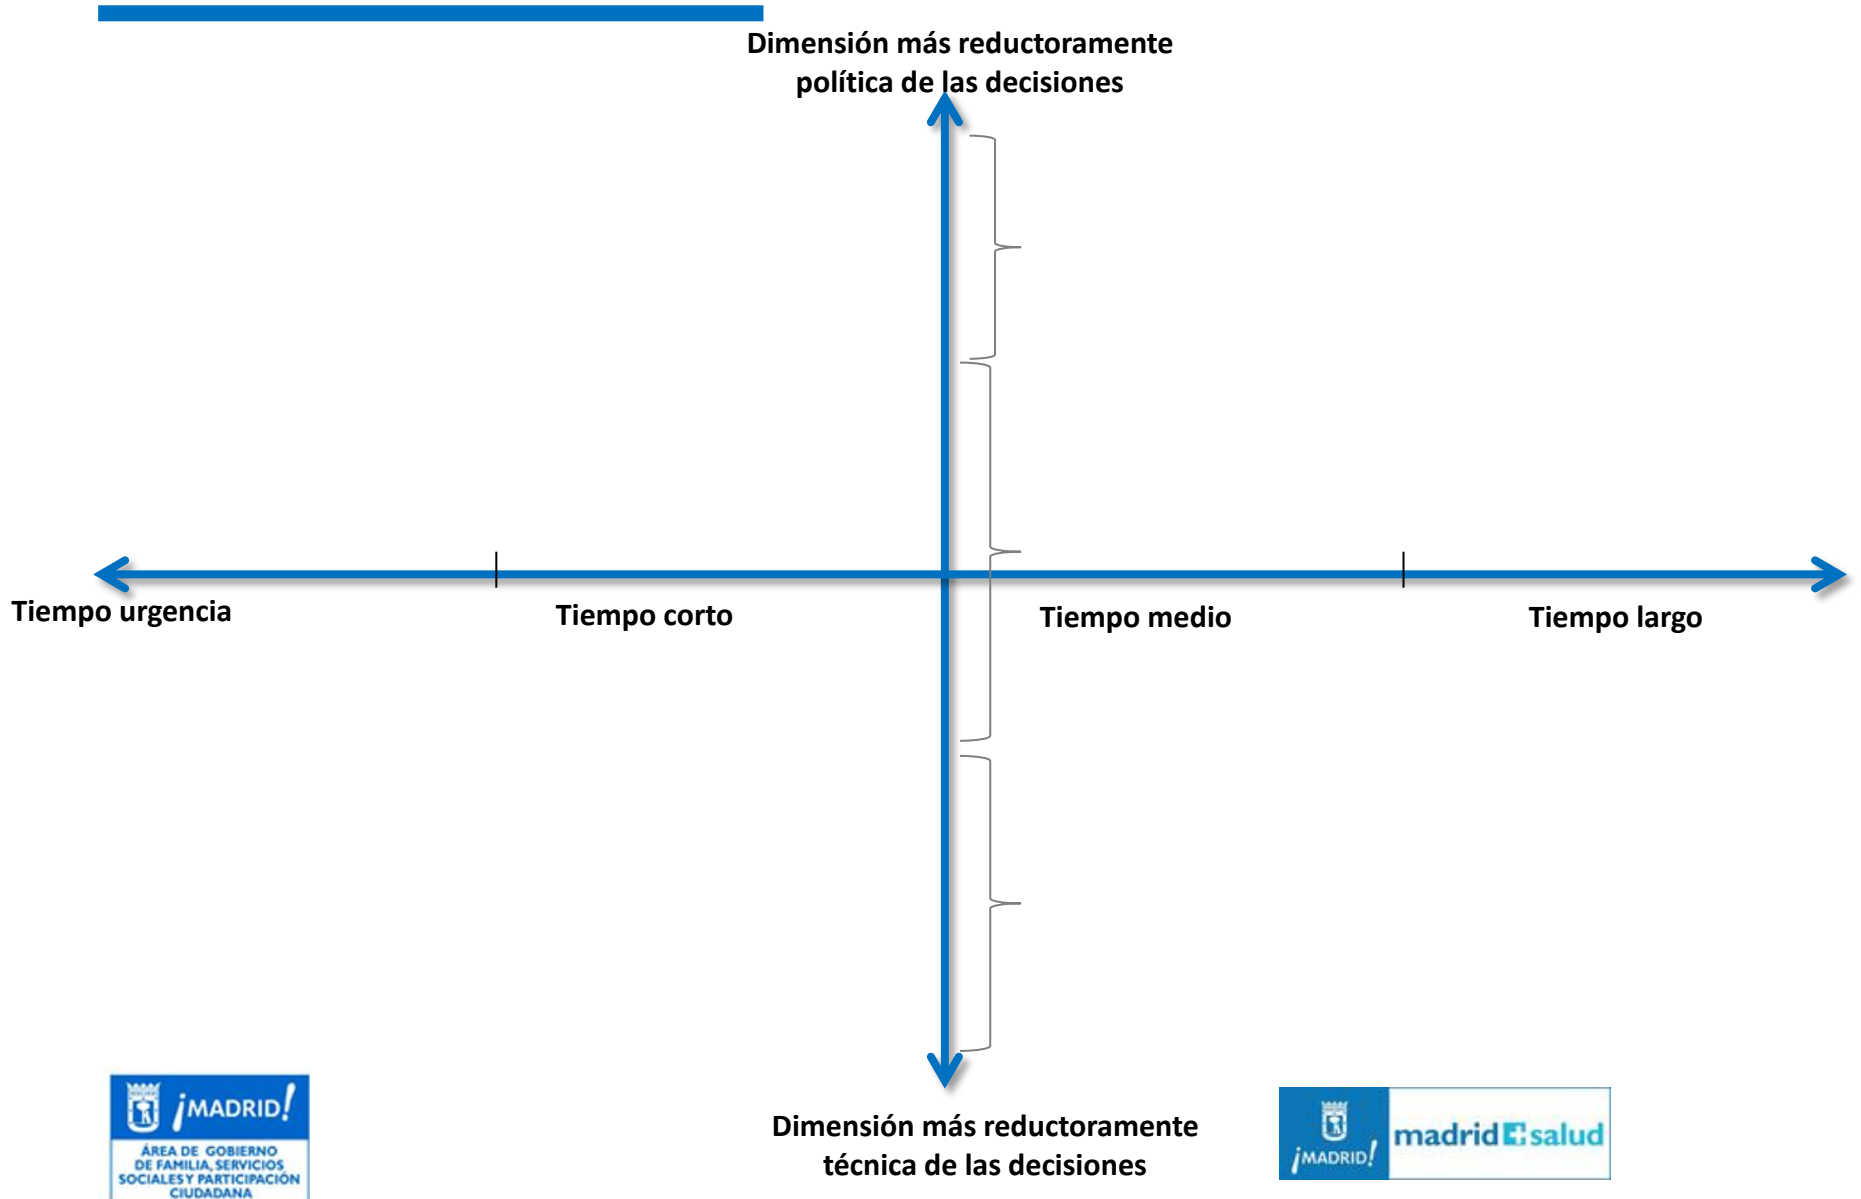 Dimensión más reductoramente
política de las decisiones
Tiempo urgencia
Tiempo corto
Tiempo medio
Tiempo largo
Dimensión más reductoramente
técnica de las decisiones
¡MADRID!
ÁREA DE GOBIERNO
DE FAMILIA, SERVICIOS
SOCIALES Y PARTICIPACIÓN
CIUDADANA
¡MADRID!
madrid salud